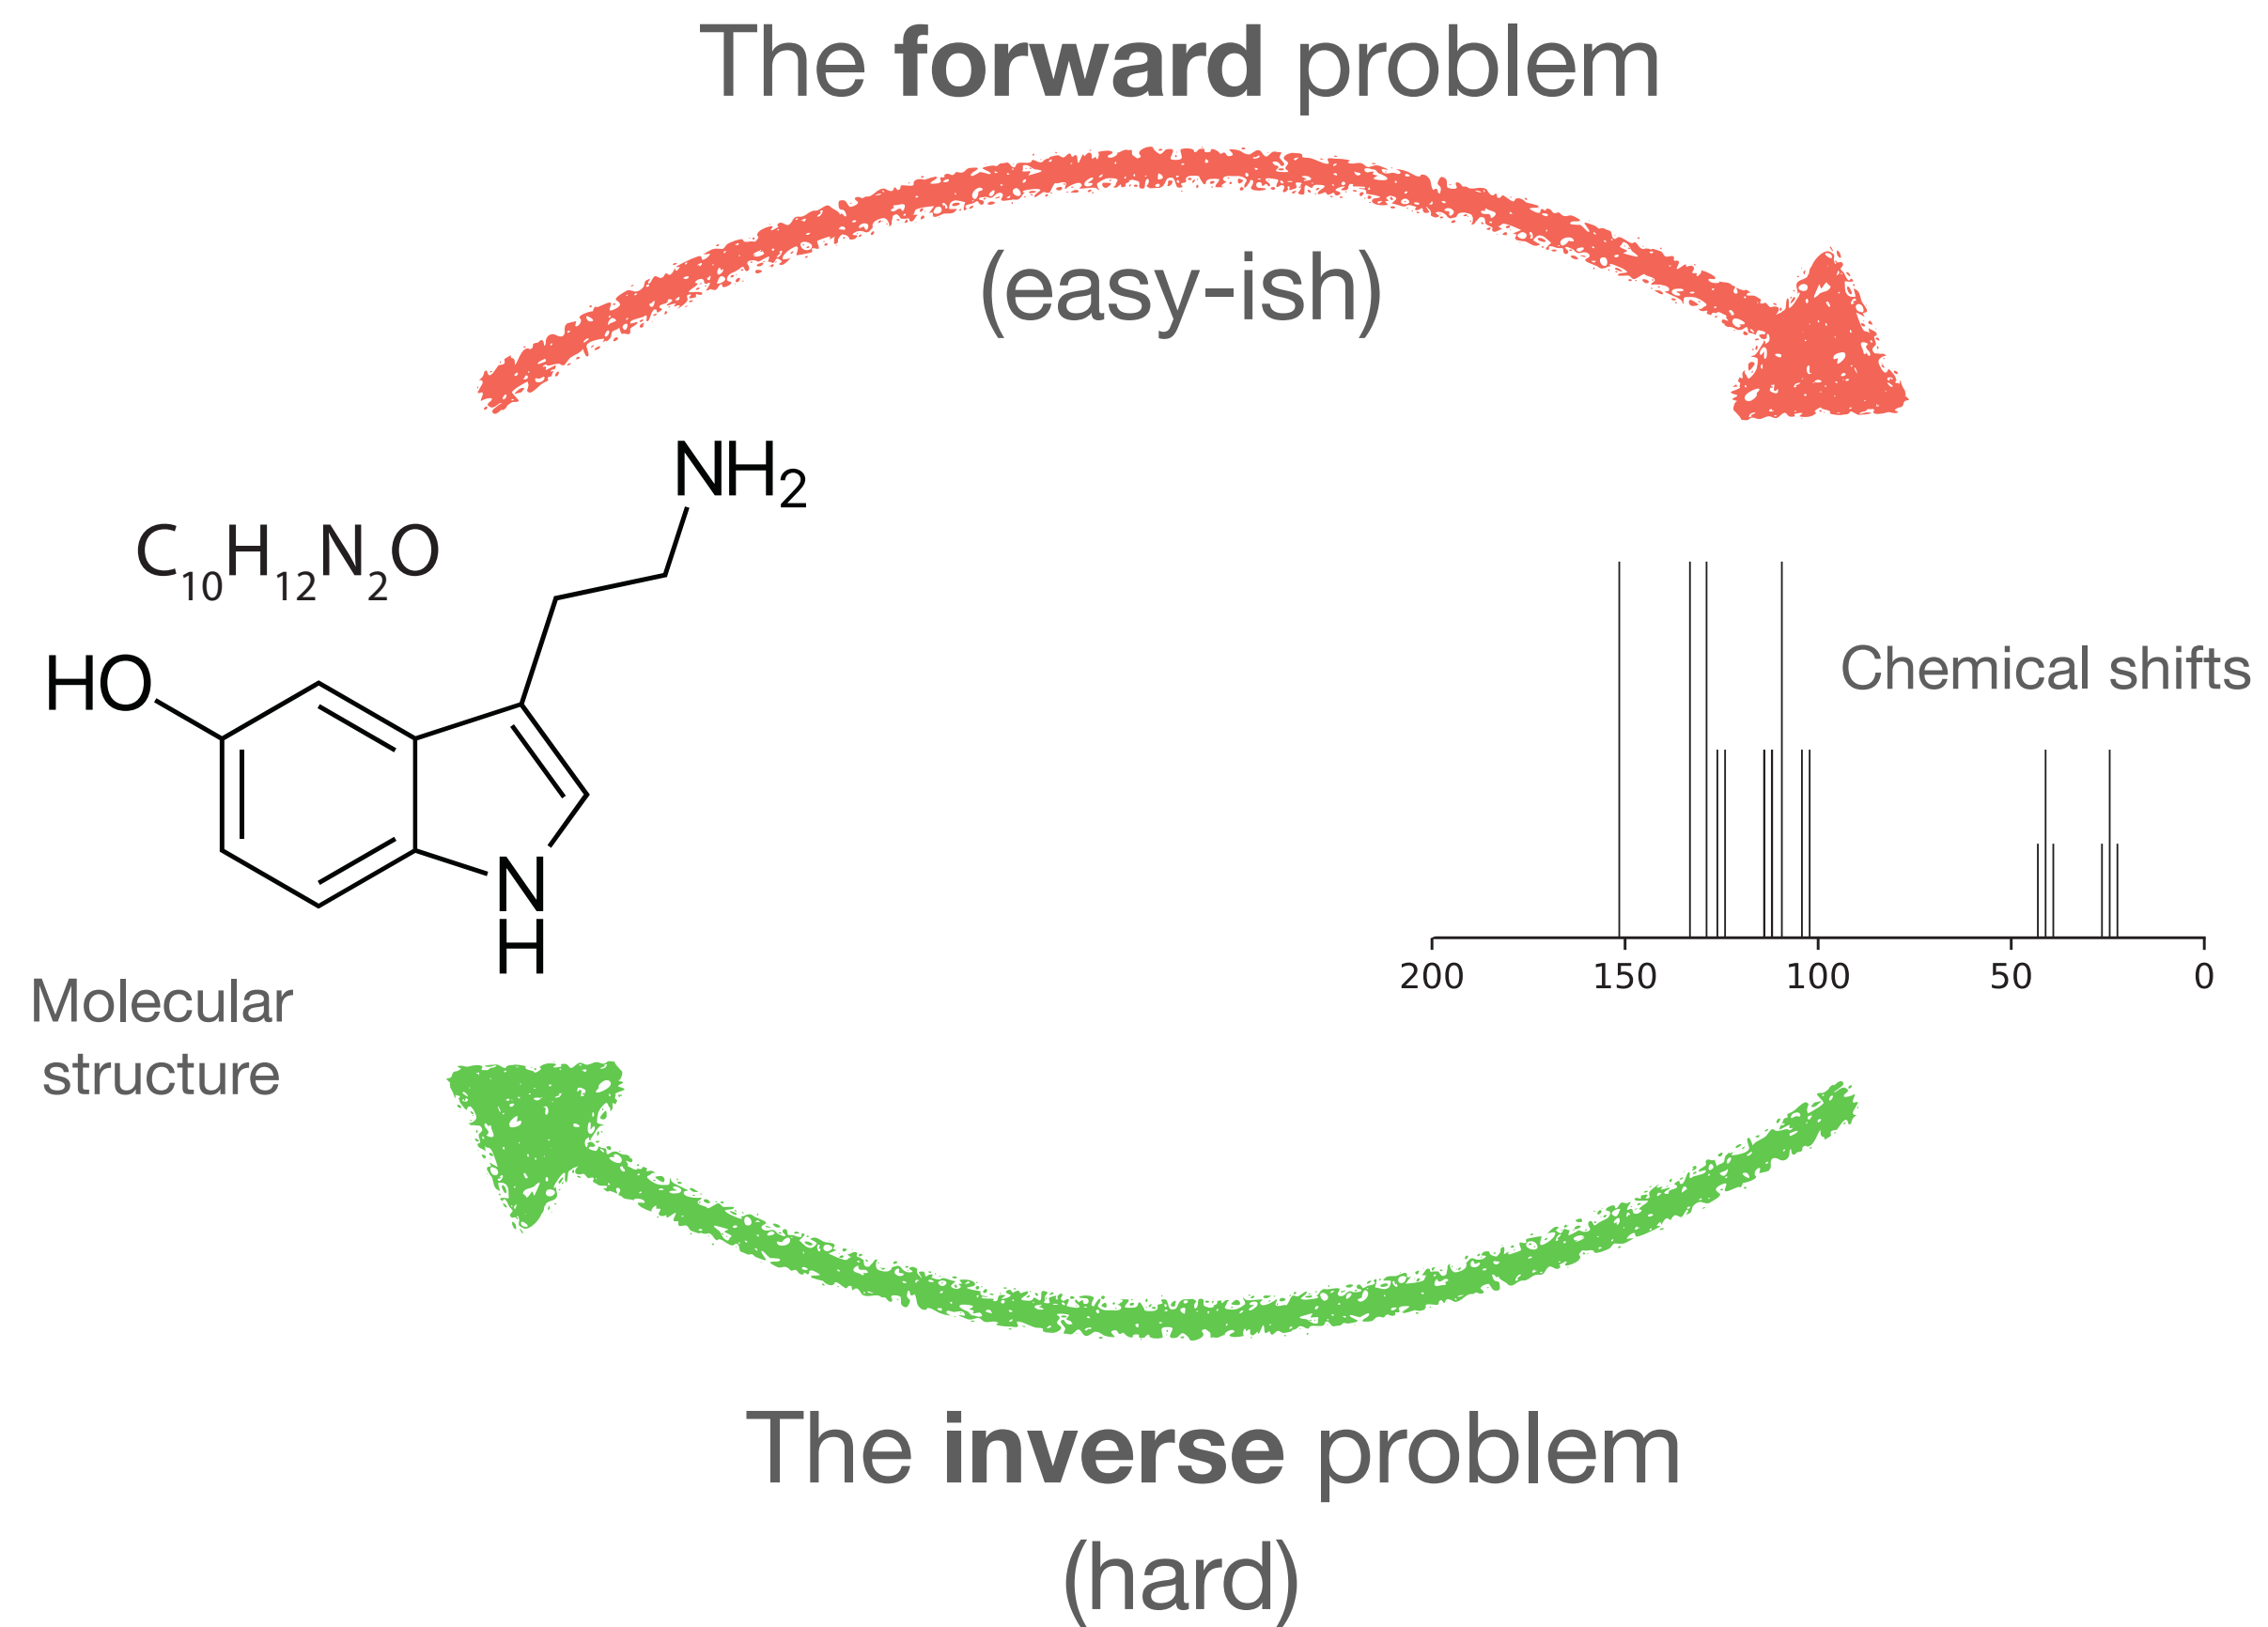 The forward problem
(easy-ish)
NH2
C10H12N2O
HO
N
H
Molecular
structure
Chemical shifts
200 150 100 50 0
The inverse problem
(hard)